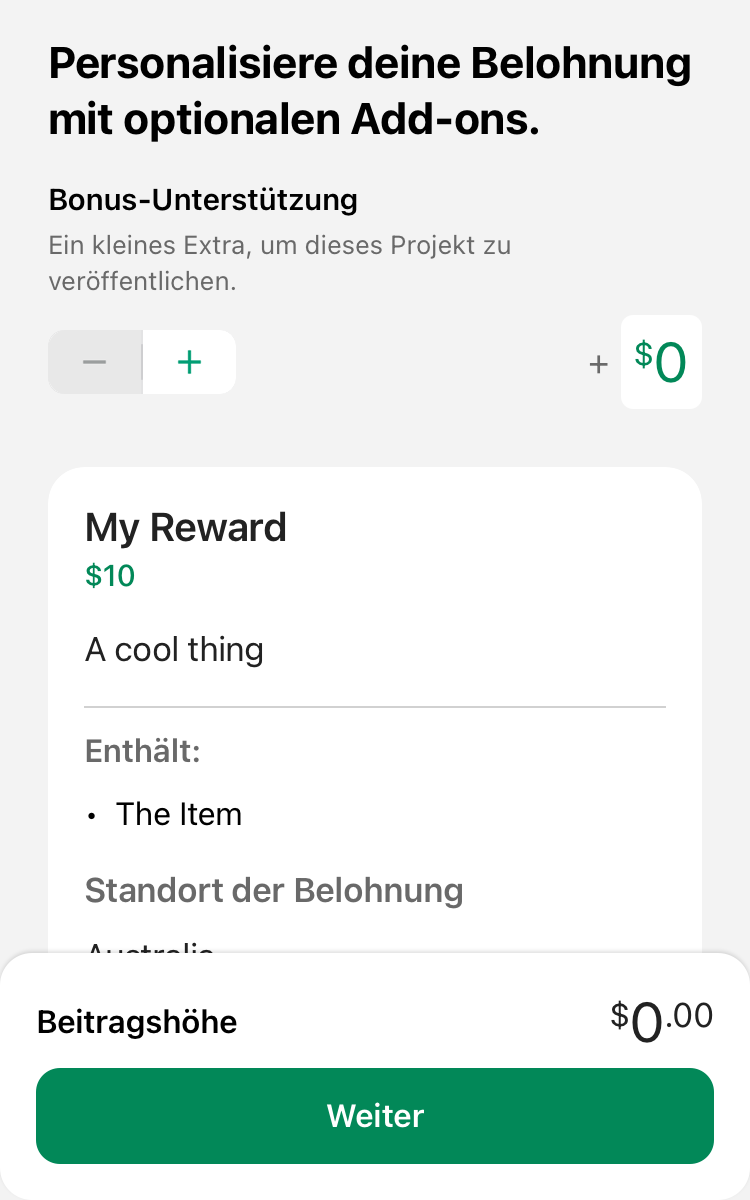 Personalisiere deine Belohnung
mit optionalen Add-ons.
Bonus-Unterstützung
Ein kleines Extra, um dieses Projekt zu
veröffentlichen.
− +
+ $0
My Reward
$10
A cool thing
Enthält:
• The Item
Standort der Belohnung
Beitragshöhe
$0.00
Weiter